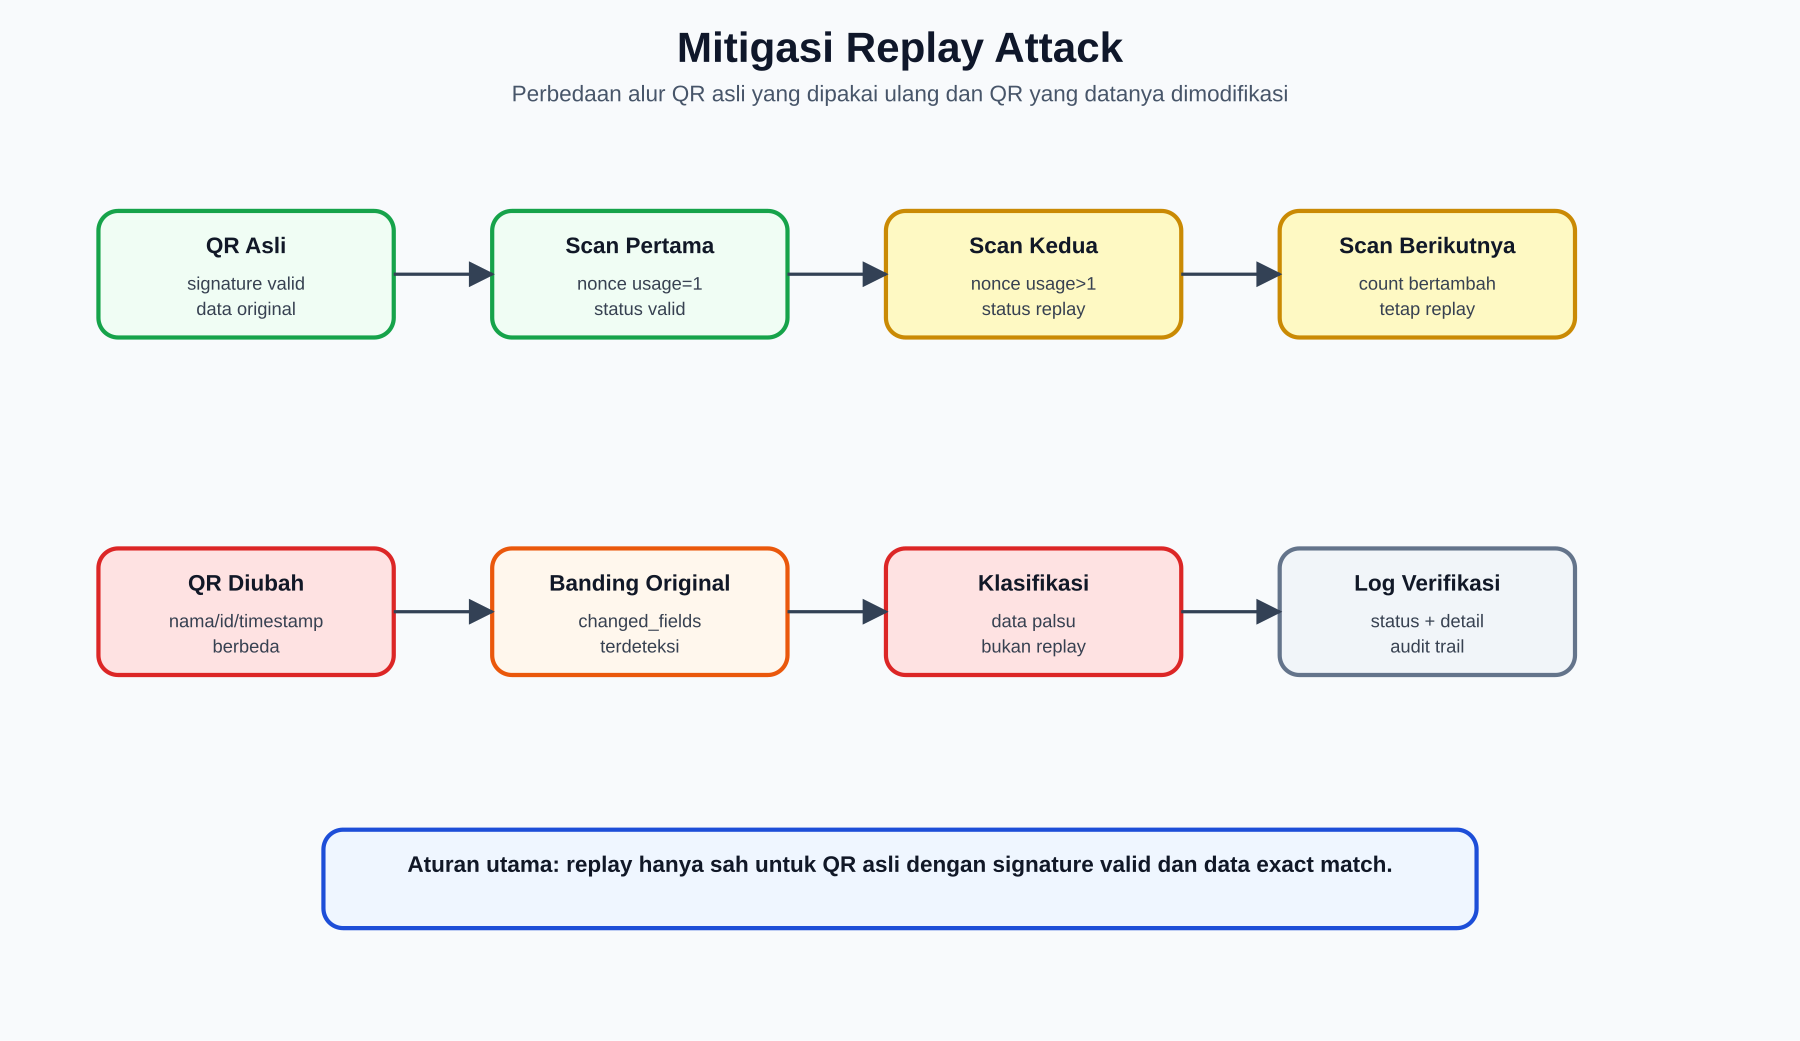 Mitigasi Replay Attack
Perbedaan alur QR asli yang dipakai ulang dan QR yang datanya dimodifikasi
QR Asli
signature valid
data original
Scan Pertama
nonce usage=1
status valid
Scan Kedua
nonce usage>1
status replay
Scan Berikutnya
count bertambah
tetap replay
QR Diubah
nama/id/timestamp
berbeda
Banding Original
changed_fields
terdeteksi
Klasifikasi
data palsu
bukan replay
Log Verifikasi
status + detail
audit trail
Aturan utama: replay hanya sah untuk QR asli dengan signature valid dan data exact match.